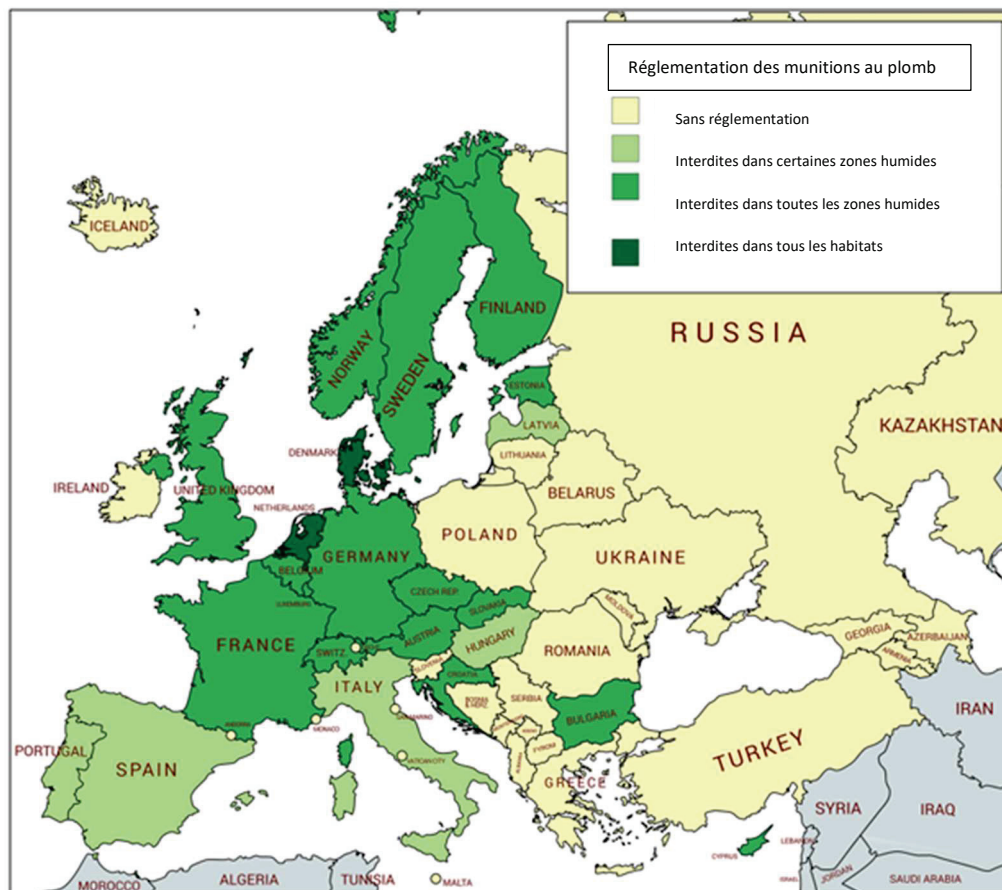 Réglementation des munitions au plomb
Sans réglementation
Interdites dans certaines zones humides
Interdites dans toutes les zones humides
Interdites dans tous les habitats
ICELAND
FINLAND
NORWAY
SWEDEN
RUSSIA
ESTONIA
LATVIA
LITHUANIA
KAZAKHSTAN
DENMARK
IRELAND
UNITED KINGDOM
NETHERLANDS
BELARUS
POLAND
BELGIUM
GERMANY
UKRAINE
CZECH REP.
LUXEMBURG
SLOVAKIA
FRANCE
SWITZ.
AUSTRIA
HUNGARY
MOLDOVA
ROMANIA
GEORGIA
AZERBAIJAN
ARMENIA
SLOVENIA
ITALY
CROATIA
SERBIA
SAN MARINO
MONACO
ANDORRA
BULGARIA
IRAN
PORTUGAL
SPAIN
VATICAN CITY
FYROM
TURKEY
GREECE
SYRIA
IRAQ
CYPRUS
LEBANON
ISRAEL
JORDAN
SAUDI ARABIA
MOROCCO
ALGERIA
TUNISIA
MALTA